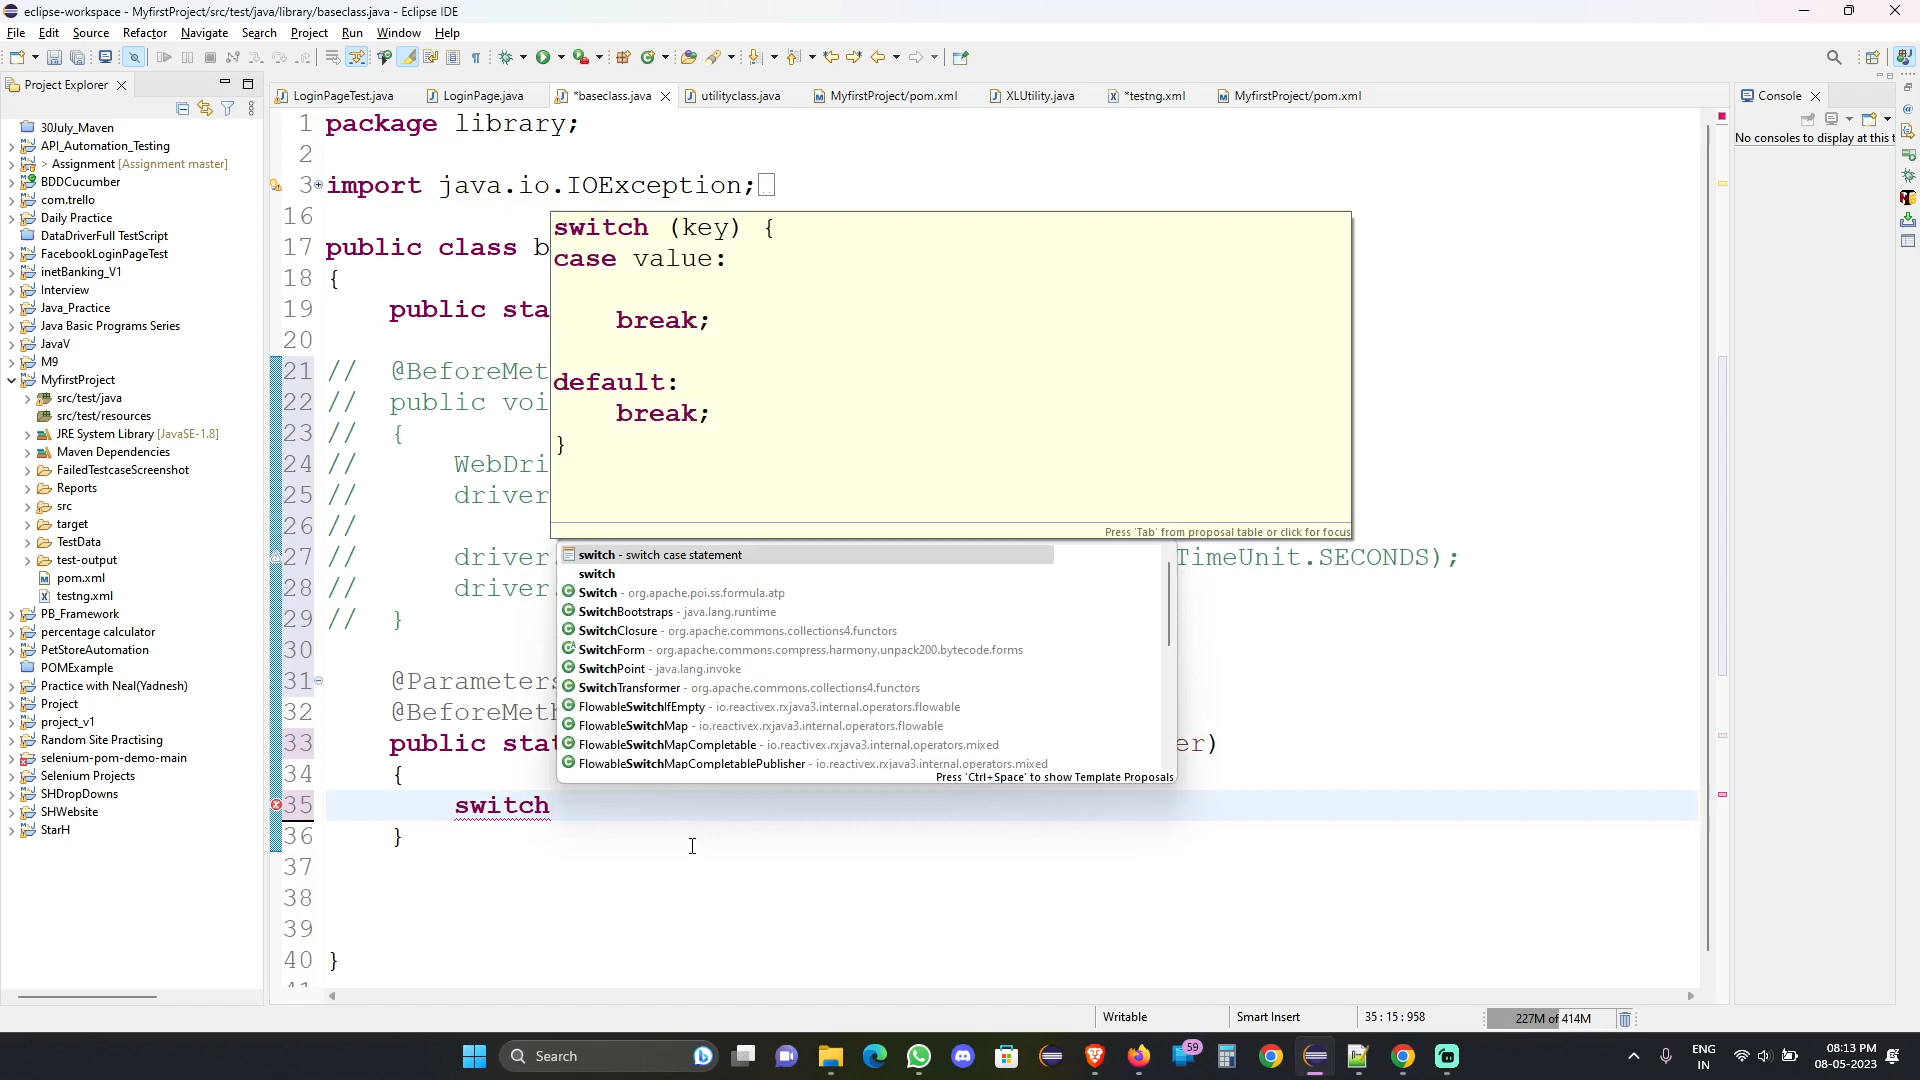 eclipse-workspace - MyfirstProject/src/test/java/library/baseclass.java - Eclipse IDE
File Edit Source Refactor Navigate Search Project Run Window Help
Project Explorer
LoginPageTest.java LoginPage.java *baseclass.java utilityclass.java MyfirstProject/pom.xml XLUtility.java *testng.xml MyfirstProject/pom.xml
Console
No consoles to display at this t
30July_Maven
API_Automation_Testing
> Assignment [Assignment master]
BDDCucumber
com.trello
Daily Practice
DataDriverFull TestScript
FacebookLoginPageTest
inetBanking_V1
Interview
Java_Practice
Java Basic Programs Series
JavaV
M9
MyfirstProject
src/test/java
src/test/resources
JRE System Library [JavaSE-1.8]
Maven Dependencies
FailedTestcaseScreenshot
Reports
src
target
TestData
test-output
pom.xml
testng.xml
PB_Framework
percentage calculator
PetStoreAutomation
POMExample
Practice with Neal(Yadnesh)
Project
project_v1
Random Site Practising
selenium-pom-demo-main
Selenium Projects
SHDropDowns
SHWebsite
StarH
1 package library;
2
3 import java.io.IOException;
16
17 public class b
18 {
19 public sta
20
21 // @BeforeMet
22 // public voi
23 // {
24 // WebDri
25 // driver
26 //
27 // driver. TimeUnit.SECONDS);
28 // driver.
29 // }
30
31 @Parameters
32 @BeforeMeth
33 public stat er)
34 {
35 switch
36 }
37
38
39
40 }
switch (key) {
case value:
break;
default:
break;
}
Press 'Tab' from proposal table or click for focus
switch - switch case statement
switch
Switch - org.apache.poi.ss.formula.atp
SwitchBootstraps - java.lang.runtime
SwitchClosure - org.apache.commons.collections4.functors
SwitchForm - org.apache.commons.compress.harmony.unpack200.bytecode.forms
SwitchPoint - java.lang.invoke
SwitchTransformer - org.apache.commons.collections4.functors
FlowableSwitchIfEmpty - io.reactivex.rxjava3.internal.operators.flowable
FlowableSwitchMap - io.reactivex.rxjava3.internal.operators.flowable
FlowableSwitchMapCompletable - io.reactivex.rxjava3.internal.operators.mixed
FlowableSwitchMapCompletablePublisher - io.reactivex.rxjava3.internal.operators.mixed
Press 'Ctrl+Space' to show Template Proposals
Writable Smart Insert 35 : 15 : 958 227M of 414M
Search
59
ENG
IN
08:13 PM
08-05-2023